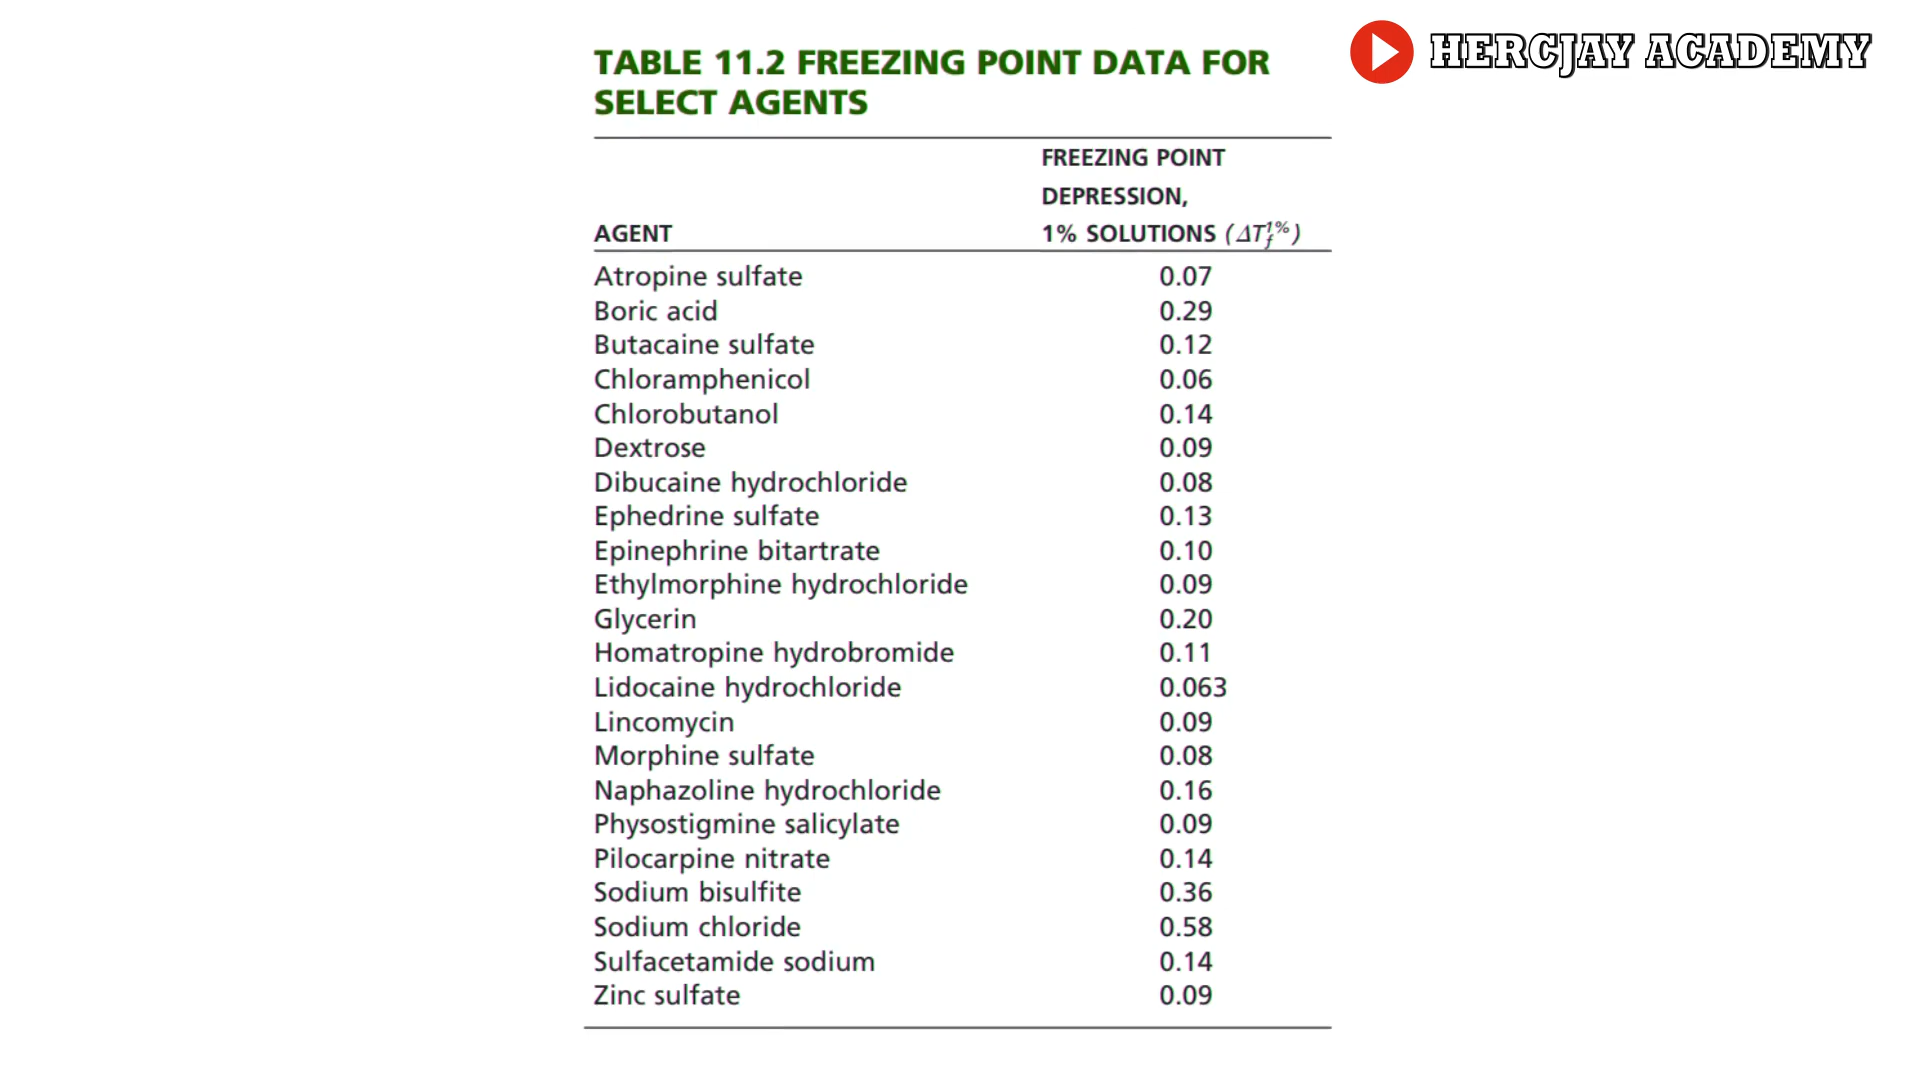 HERCJAY ACADEMY
TABLE 11.2 FREEZING POINT DATA FOR
SELECT AGENTS
FREEZING POINT
DEPRESSION,
AGENT 1% SOLUTIONS (ΔT_f^1%)
Atropine sulfate 0.07
Boric acid 0.29
Butacaine sulfate 0.12
Chloramphenicol 0.06
Chlorobutanol 0.14
Dextrose 0.09
Dibucaine hydrochloride 0.08
Ephedrine sulfate 0.13
Epinephrine bitartrate 0.10
Ethylmorphine hydrochloride 0.09
Glycerin 0.20
Homatropine hydrobromide 0.11
Lidocaine hydrochloride 0.063
Lincomycin 0.09
Morphine sulfate 0.08
Naphazoline hydrochloride 0.16
Physostigmine salicylate 0.09
Pilocarpine nitrate 0.14
Sodium bisulfite 0.36
Sodium chloride 0.58
Sulfacetamide sodium 0.14
Zinc sulfate 0.09